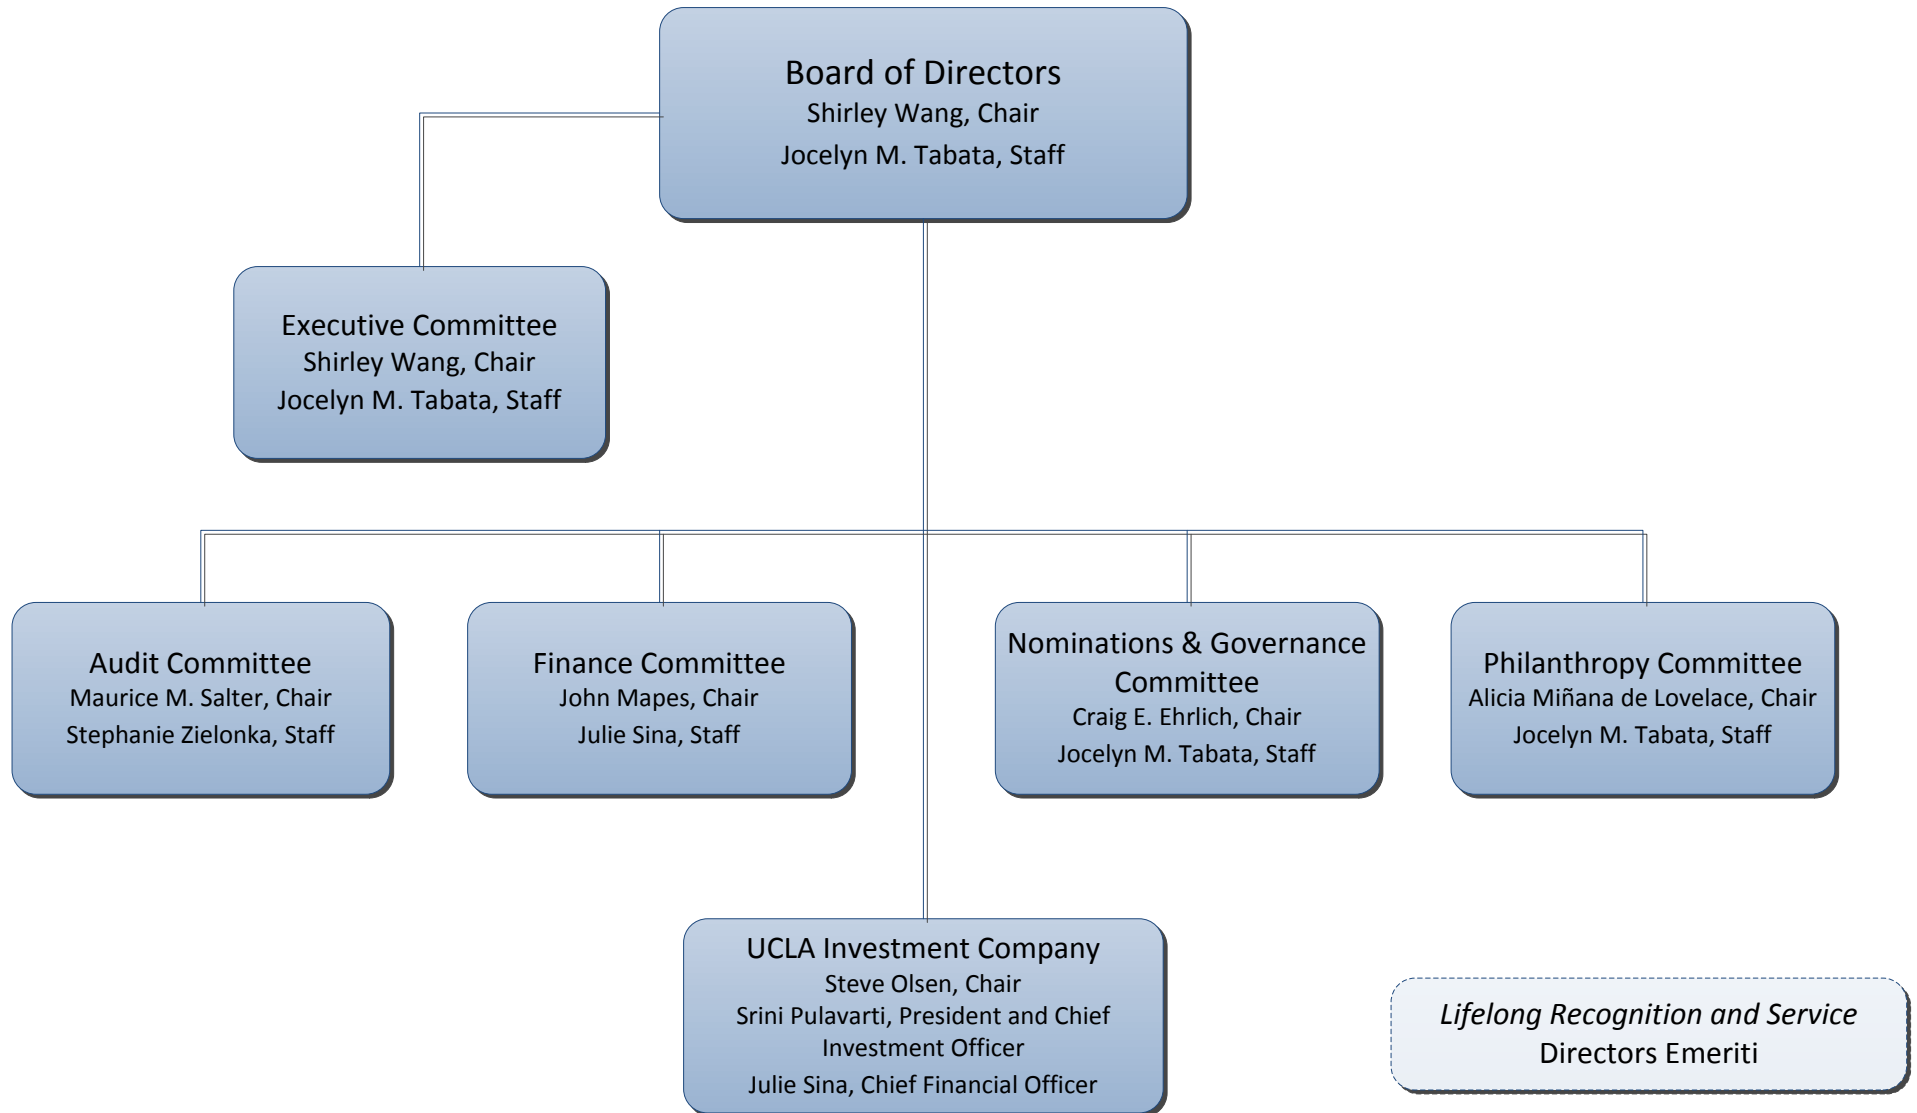 Board of Directors
Shirley Wang, Chair
Jocelyn M. Tabata, Staff
Executive Committee
Shirley Wang, Chair
Jocelyn M. Tabata, Staff
Audit Committee
Maurice M. Salter, Chair
Stephanie Zielonka, Staff
Finance Committee
John Mapes, Chair
Julie Sina, Staff
Nominations & Governance
Committee
Craig E. Ehrlich, Chair
Jocelyn M. Tabata, Staff
Philanthropy Committee
Alicia Miñana de Lovelace, Chair
Jocelyn M. Tabata, Staff
UCLA Investment Company
Steve Olsen, Chair
Srini Pulavarti, President and Chief
Investment Officer
Julie Sina, Chief Financial Officer
Lifelong Recognition and Service
Directors Emeriti